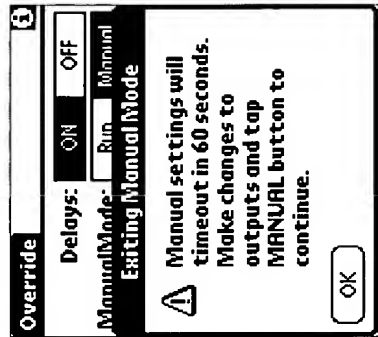 Override
Delays: ON OFF
ManualMode: Run Manual
Exiting Manual Mode
Manual settings will
timeout in 60 seconds.
Make changes to
outputs and tap
MANUAL button to
continue.
OK